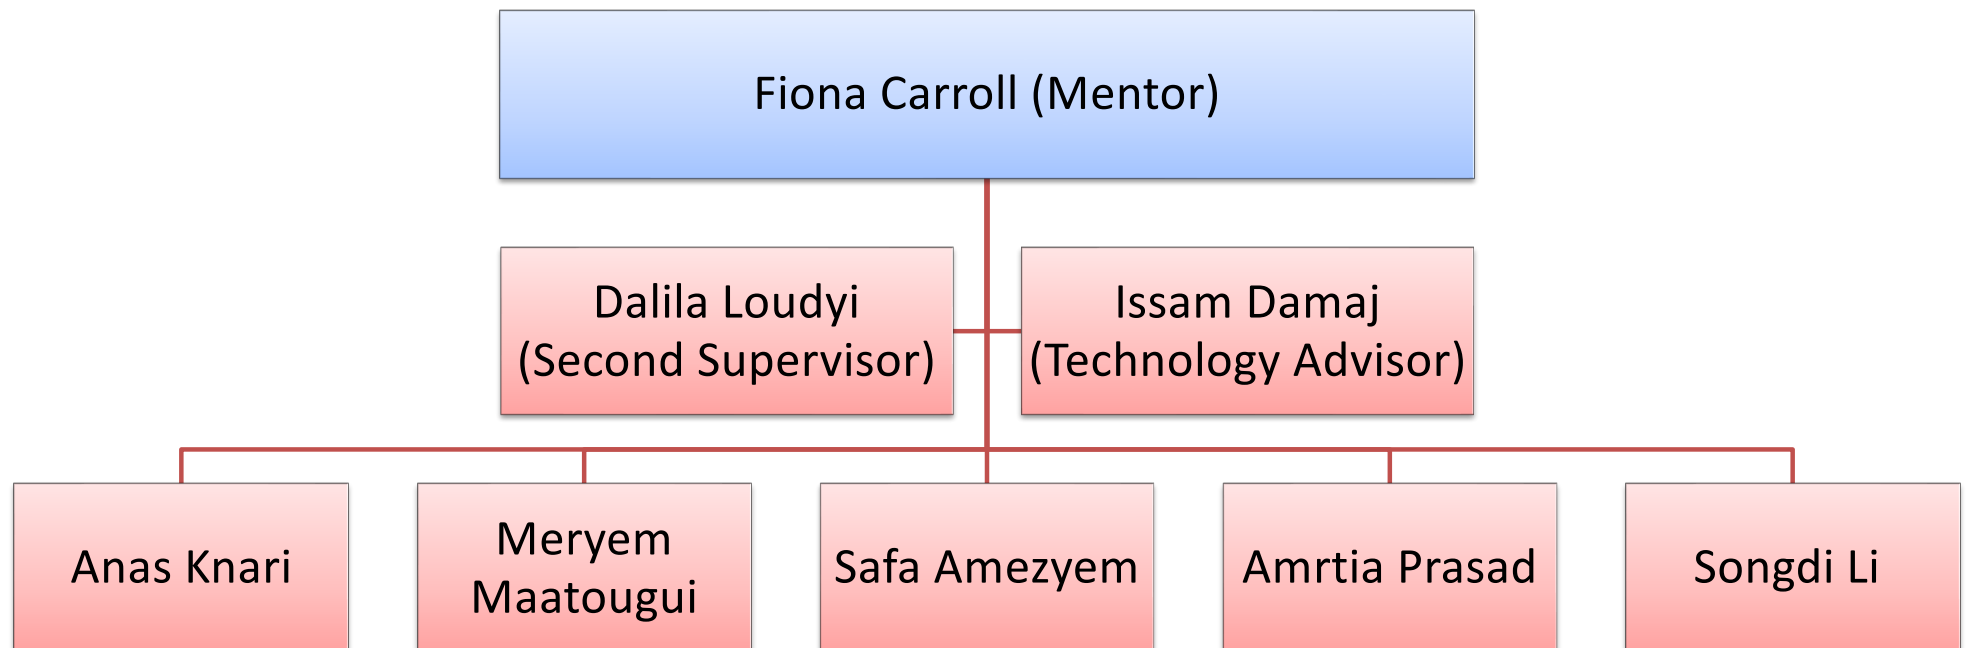 Fiona Carroll (Mentor)
Dalila Loudyi
(Second Supervisor)
Issam Damaj
(Technology Advisor)
Anas Knari
Meryem
Maatougui
Safa Amezyem
Amrtia Prasad
Songdi Li